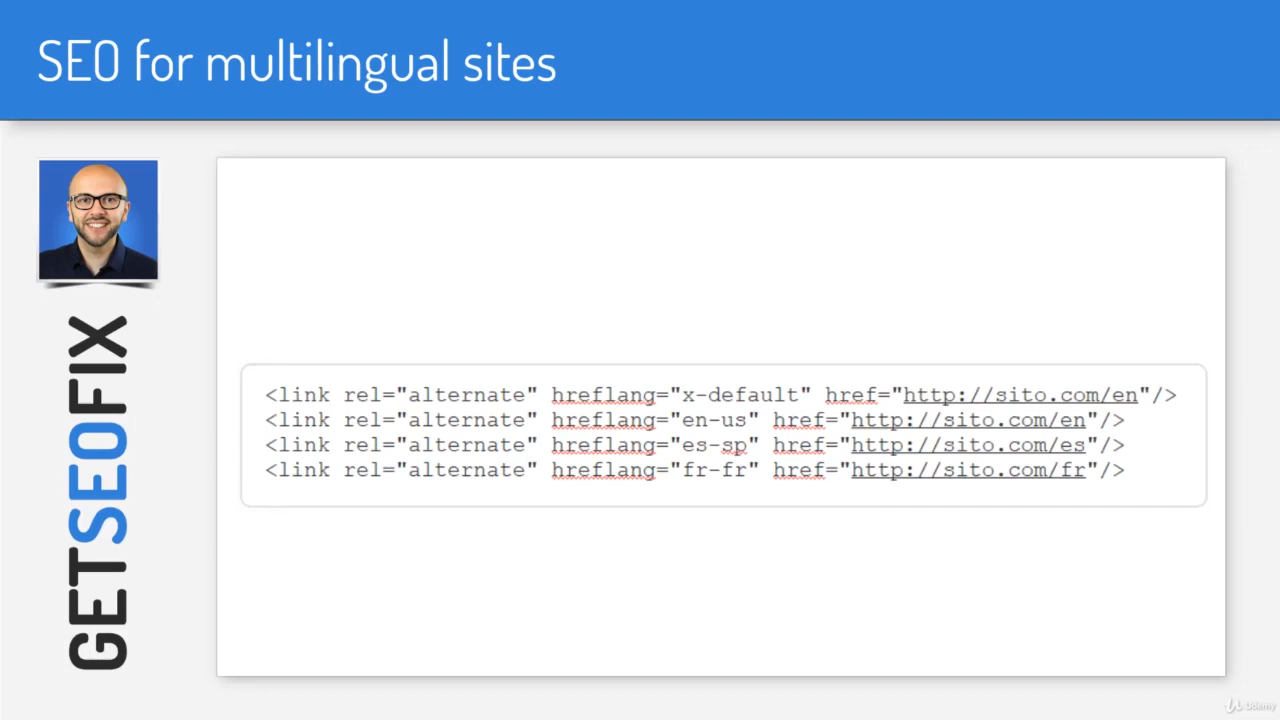 SEO for multilingual sites
GETSEOFIX
<link rel="alternate" hreflang="x-default" href="http://sito.com/en"/>
<link rel="alternate" hreflang="en-us" href="http://sito.com/en"/>
<link rel="alternate" hreflang="es-sp" href="http://sito.com/es"/>
<link rel="alternate" hreflang="fr-fr" href="http://sito.com/fr"/>
Udemy